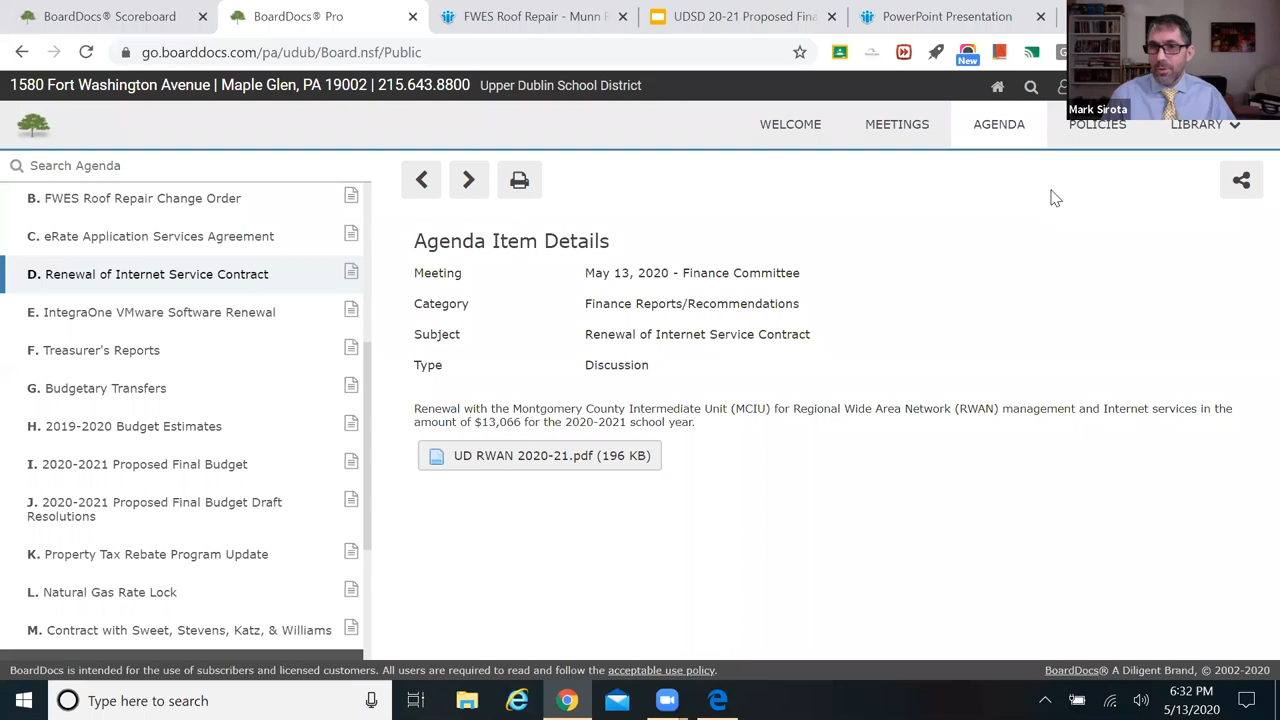 BoardDocs® Scoreboard
BoardDocs® Pro
FWES Roof Repair - Munn
UDSD 20-21 Proposed
PowerPoint Presentation
go.boarddocs.com/pa/udub/Board.nsf/Public
New
Mark Sirota
1580 Fort Washington Avenue | Maple Glen, PA 19002 | 215.643.8800 Upper Dublin School District
WELCOME MEETINGS AGENDA POLICIES LIBRARY
Search Agenda
B. FWES Roof Repair Change Order
C. eRate Application Services Agreement
D. Renewal of Internet Service Contract
E. IntegraOne VMware Software Renewal
F. Treasurer's Reports
G. Budgetary Transfers
H. 2019-2020 Budget Estimates
I. 2020-2021 Proposed Final Budget
J. 2020-2021 Proposed Final Budget Draft
Resolutions
K. Property Tax Rebate Program Update
L. Natural Gas Rate Lock
M. Contract with Sweet, Stevens, Katz, & Williams
Agenda Item Details
Meeting May 13, 2020 - Finance Committee
Category Finance Reports/Recommendations
Subject Renewal of Internet Service Contract
Type Discussion
Renewal with the Montgomery County Intermediate Unit (MCIU) for Regional Wide Area Network (RWAN) management and Internet services in the
amount of $13,066 for the 2020-2021 school year.
UD RWAN 2020-21.pdf (196 KB)
BoardDocs is intended for the use of subscribers and licensed customers. All users are required to read and follow the acceptable use policy.
BoardDocs® A Diligent Brand, © 2002-2020
Type here to search
6:32 PM
5/13/2020